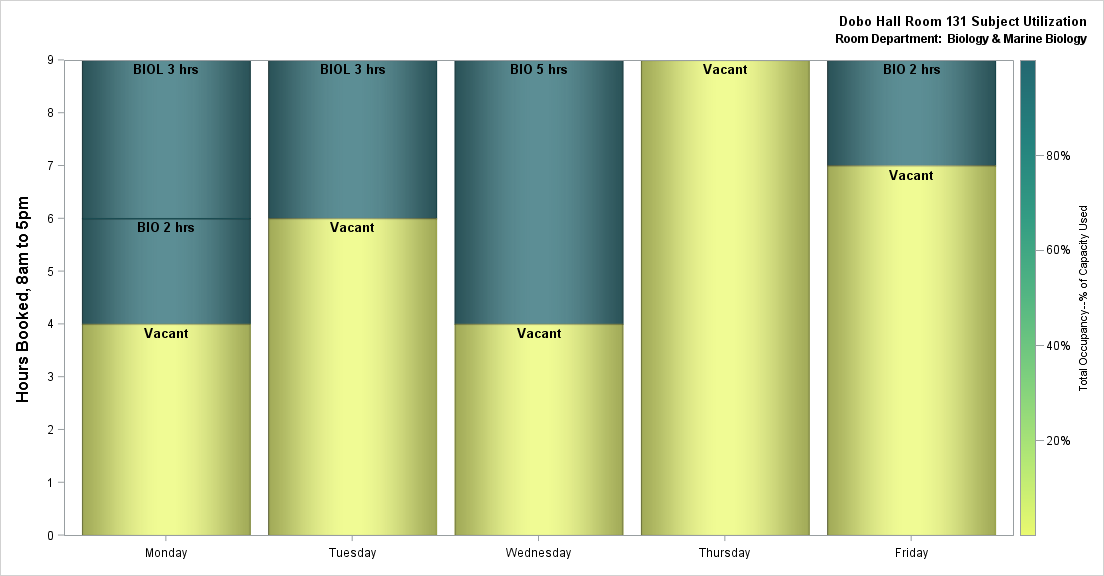 Dobo Hall Room 131 Subject Utilization
Room Department: Biology & Marine Biology
Hours Booked, 8am to 5pm
9
8
7
6
5
4
3
2
1
0
BIOL 3 hrs
BIO 2 hrs
Vacant
BIOL 3 hrs
Vacant
BIO 5 hrs
Vacant
Vacant
BIO 2 hrs
Vacant
Monday
Tuesday
Wednesday
Thursday
Friday
80%
60%
40%
20%
Total Occupancy--% of Capacity Used